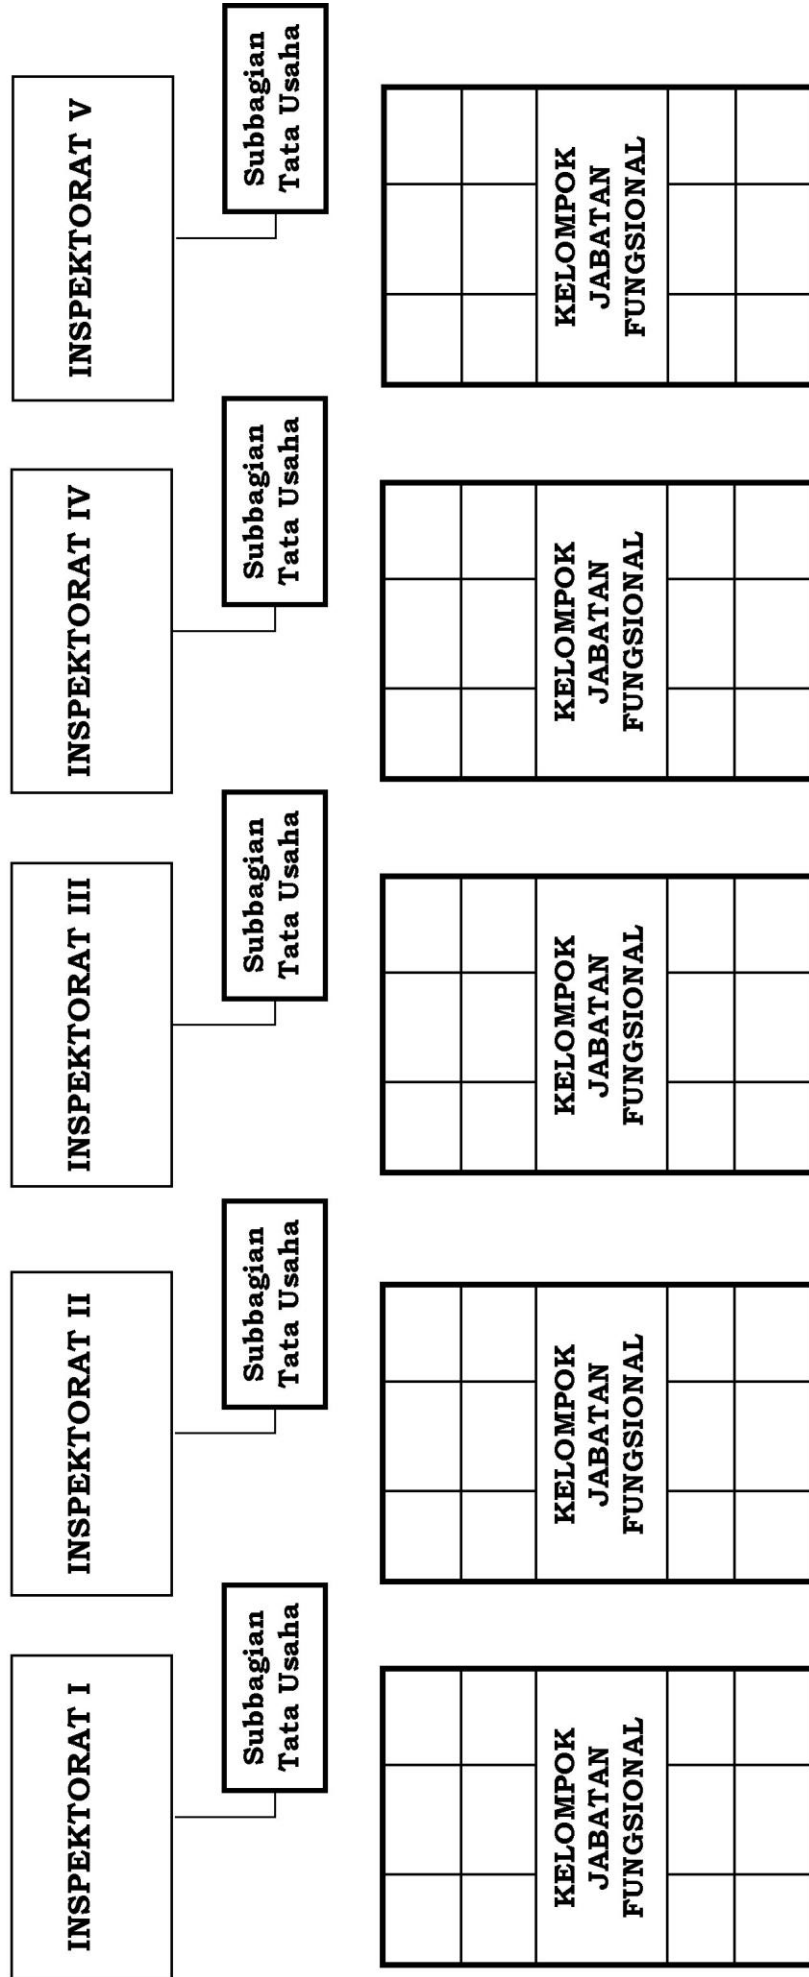 INSPEKTORAT I
INSPEKTORAT II
INSPEKTORAT III
INSPEKTORAT IV
INSPEKTORAT V
Subbagian
Tata Usaha
Subbagian
Tata Usaha
Subbagian
Tata Usaha
Subbagian
Tata Usaha
Subbagian
Tata Usaha
KELOMPOK
JABATAN
FUNGSIONAL
KELOMPOK
JABATAN
FUNGSIONAL
KELOMPOK
JABATAN
FUNGSIONAL
KELOMPOK
JABATAN
FUNGSIONAL
KELOMPOK
JABATAN
FUNGSIONAL